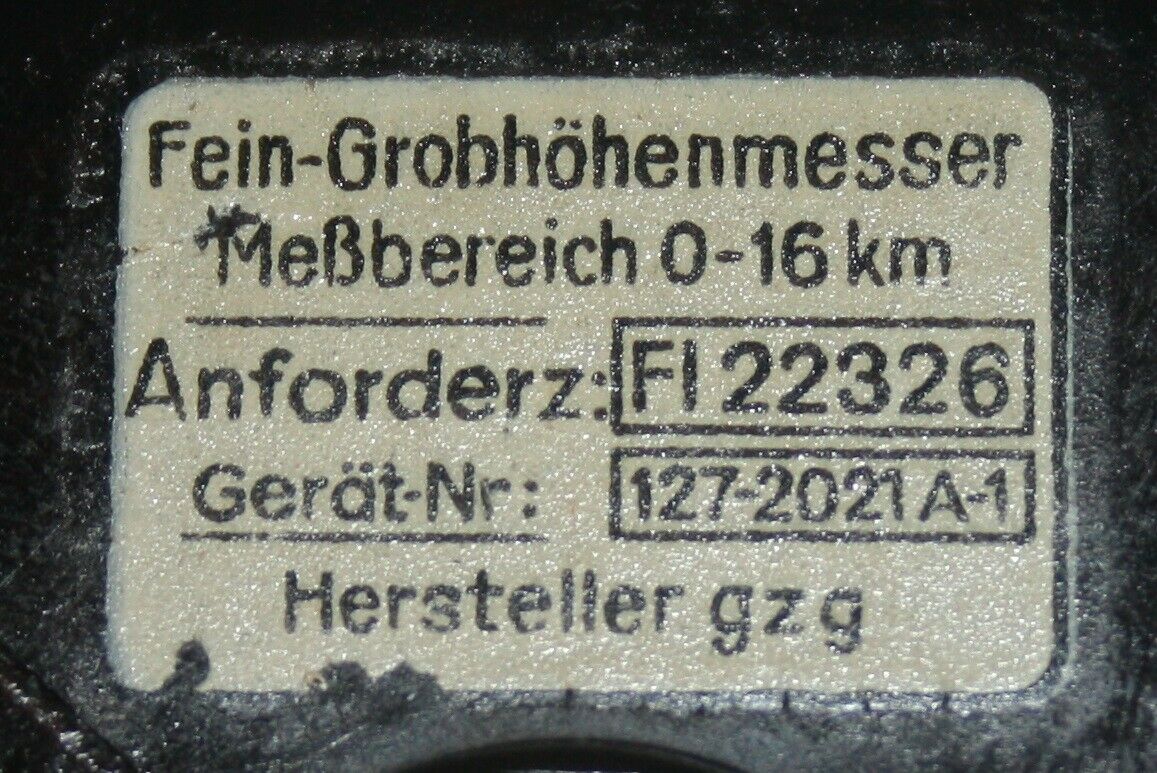 Fein-Grobhöhenmesser
Meßbereich 0-16 km
Anforderz: Fl 22326
Gerät-Nr: 127-2021 A-1
Hersteller gzg